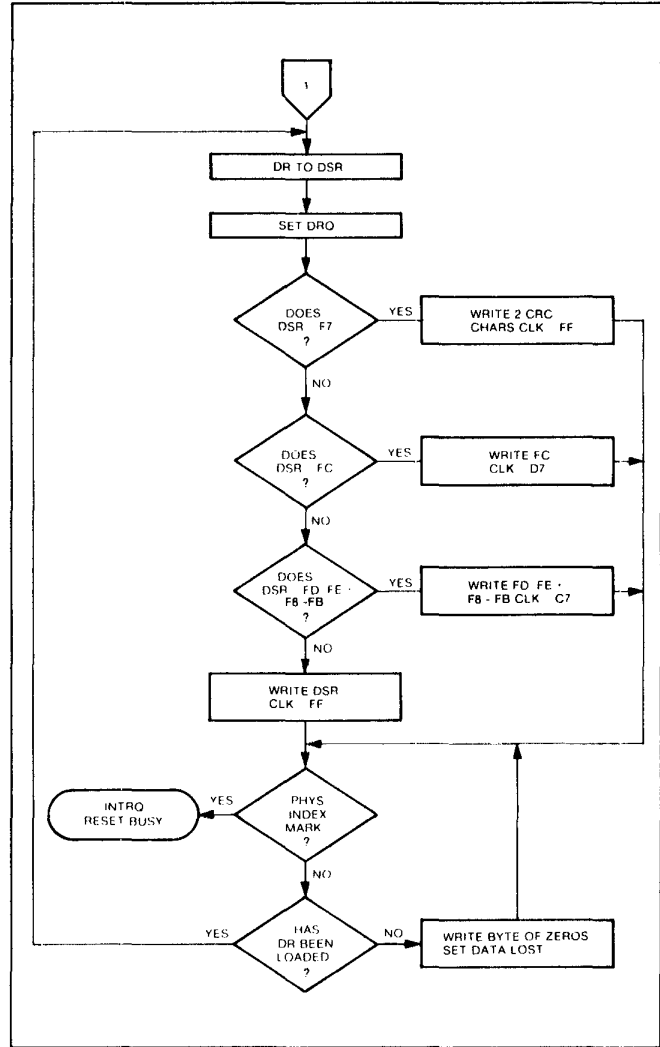 1
DR TO DSR
SET DRQ
DOES
DSR F7
?
YES
WRITE 2 CRC
CHARS CLK FF
NO
DOES
DSR FC
?
YES
WRITE FC
CLK D7
NO
DOES
DSR FD FE ·
F8 -FB
?
YES
WRITE FD FE ·
F8 - FB CLK C7
NO
WRITE DSR
CLK FF
PHYS
INDEX
MARK
?
YES
INTRQ
RESET BUSY
NO
HAS
DR BEEN
LOADED
?
YES
NO
WRITE BYTE OF ZEROS
SET DATA LOST